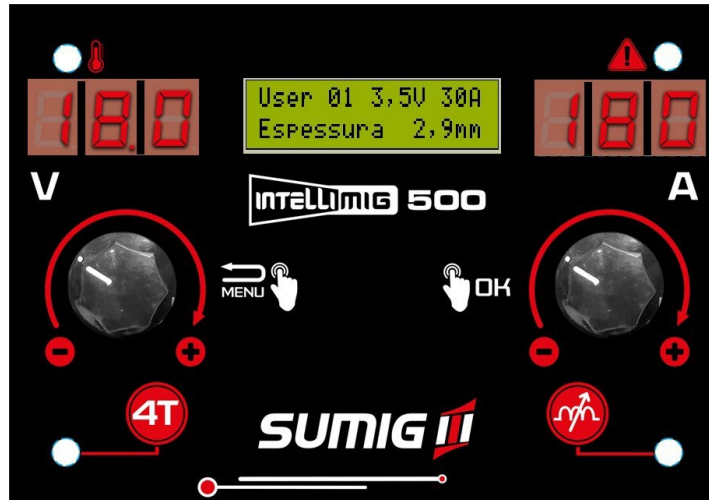 18.0
User 01 3,5V 30A
Espessura 2,9mm
180
V
A
INTELLIMIG 500
MENU
OK
4T
SUMIG